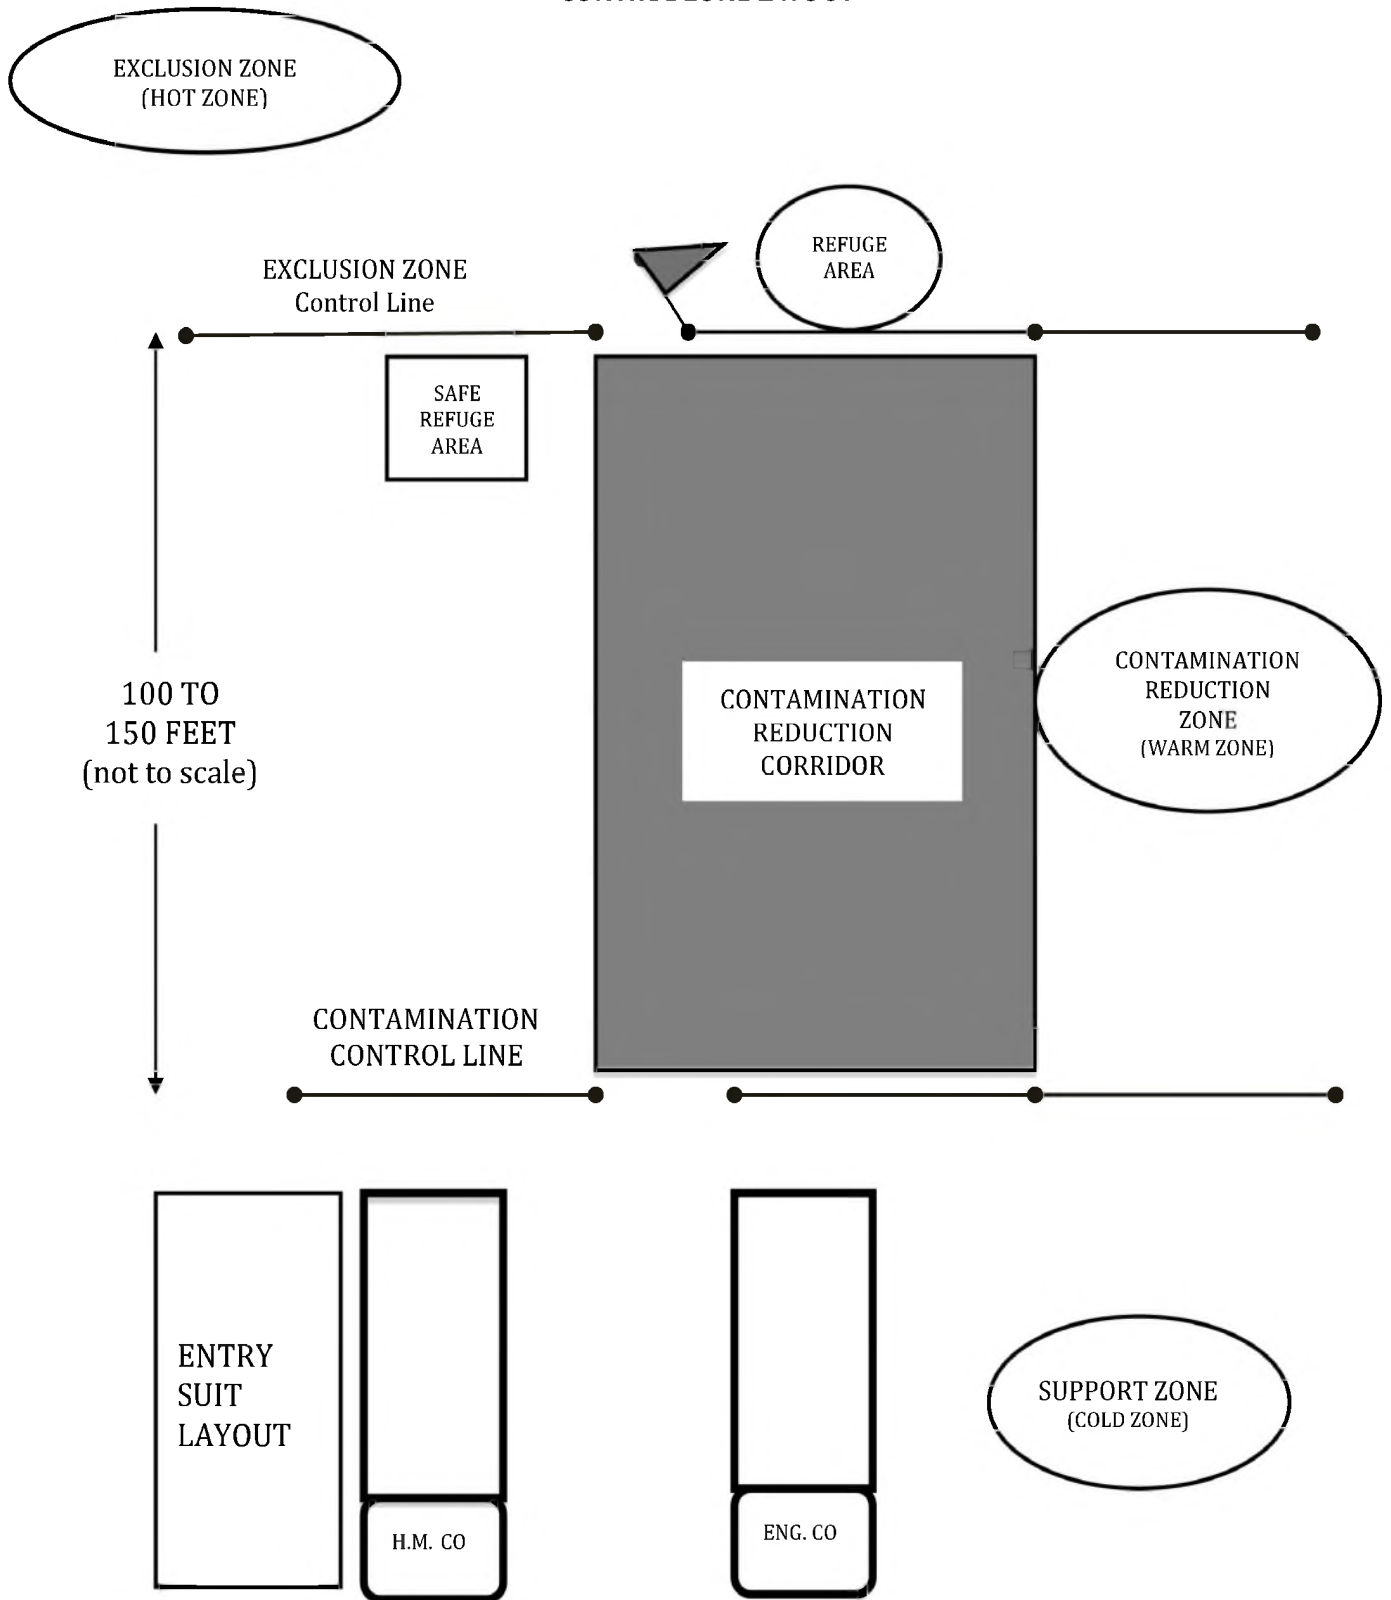 EXCLUSION ZONE
(HOT ZONE)
REFUGE
AREA
EXCLUSION ZONE
Control Line
SAFE
REFUGE
AREA
100 TO
150 FEET
(not to scale)
CONTAMINATION
REDUCTION
CORRIDOR
CONTAMINATION
REDUCTION
ZONE
(WARM ZONE)
CONTAMINATION
CONTROL LINE
ENTRY
SUIT
LAYOUT
H.M. CO
ENG. CO
SUPPORT ZONE
(COLD ZONE)